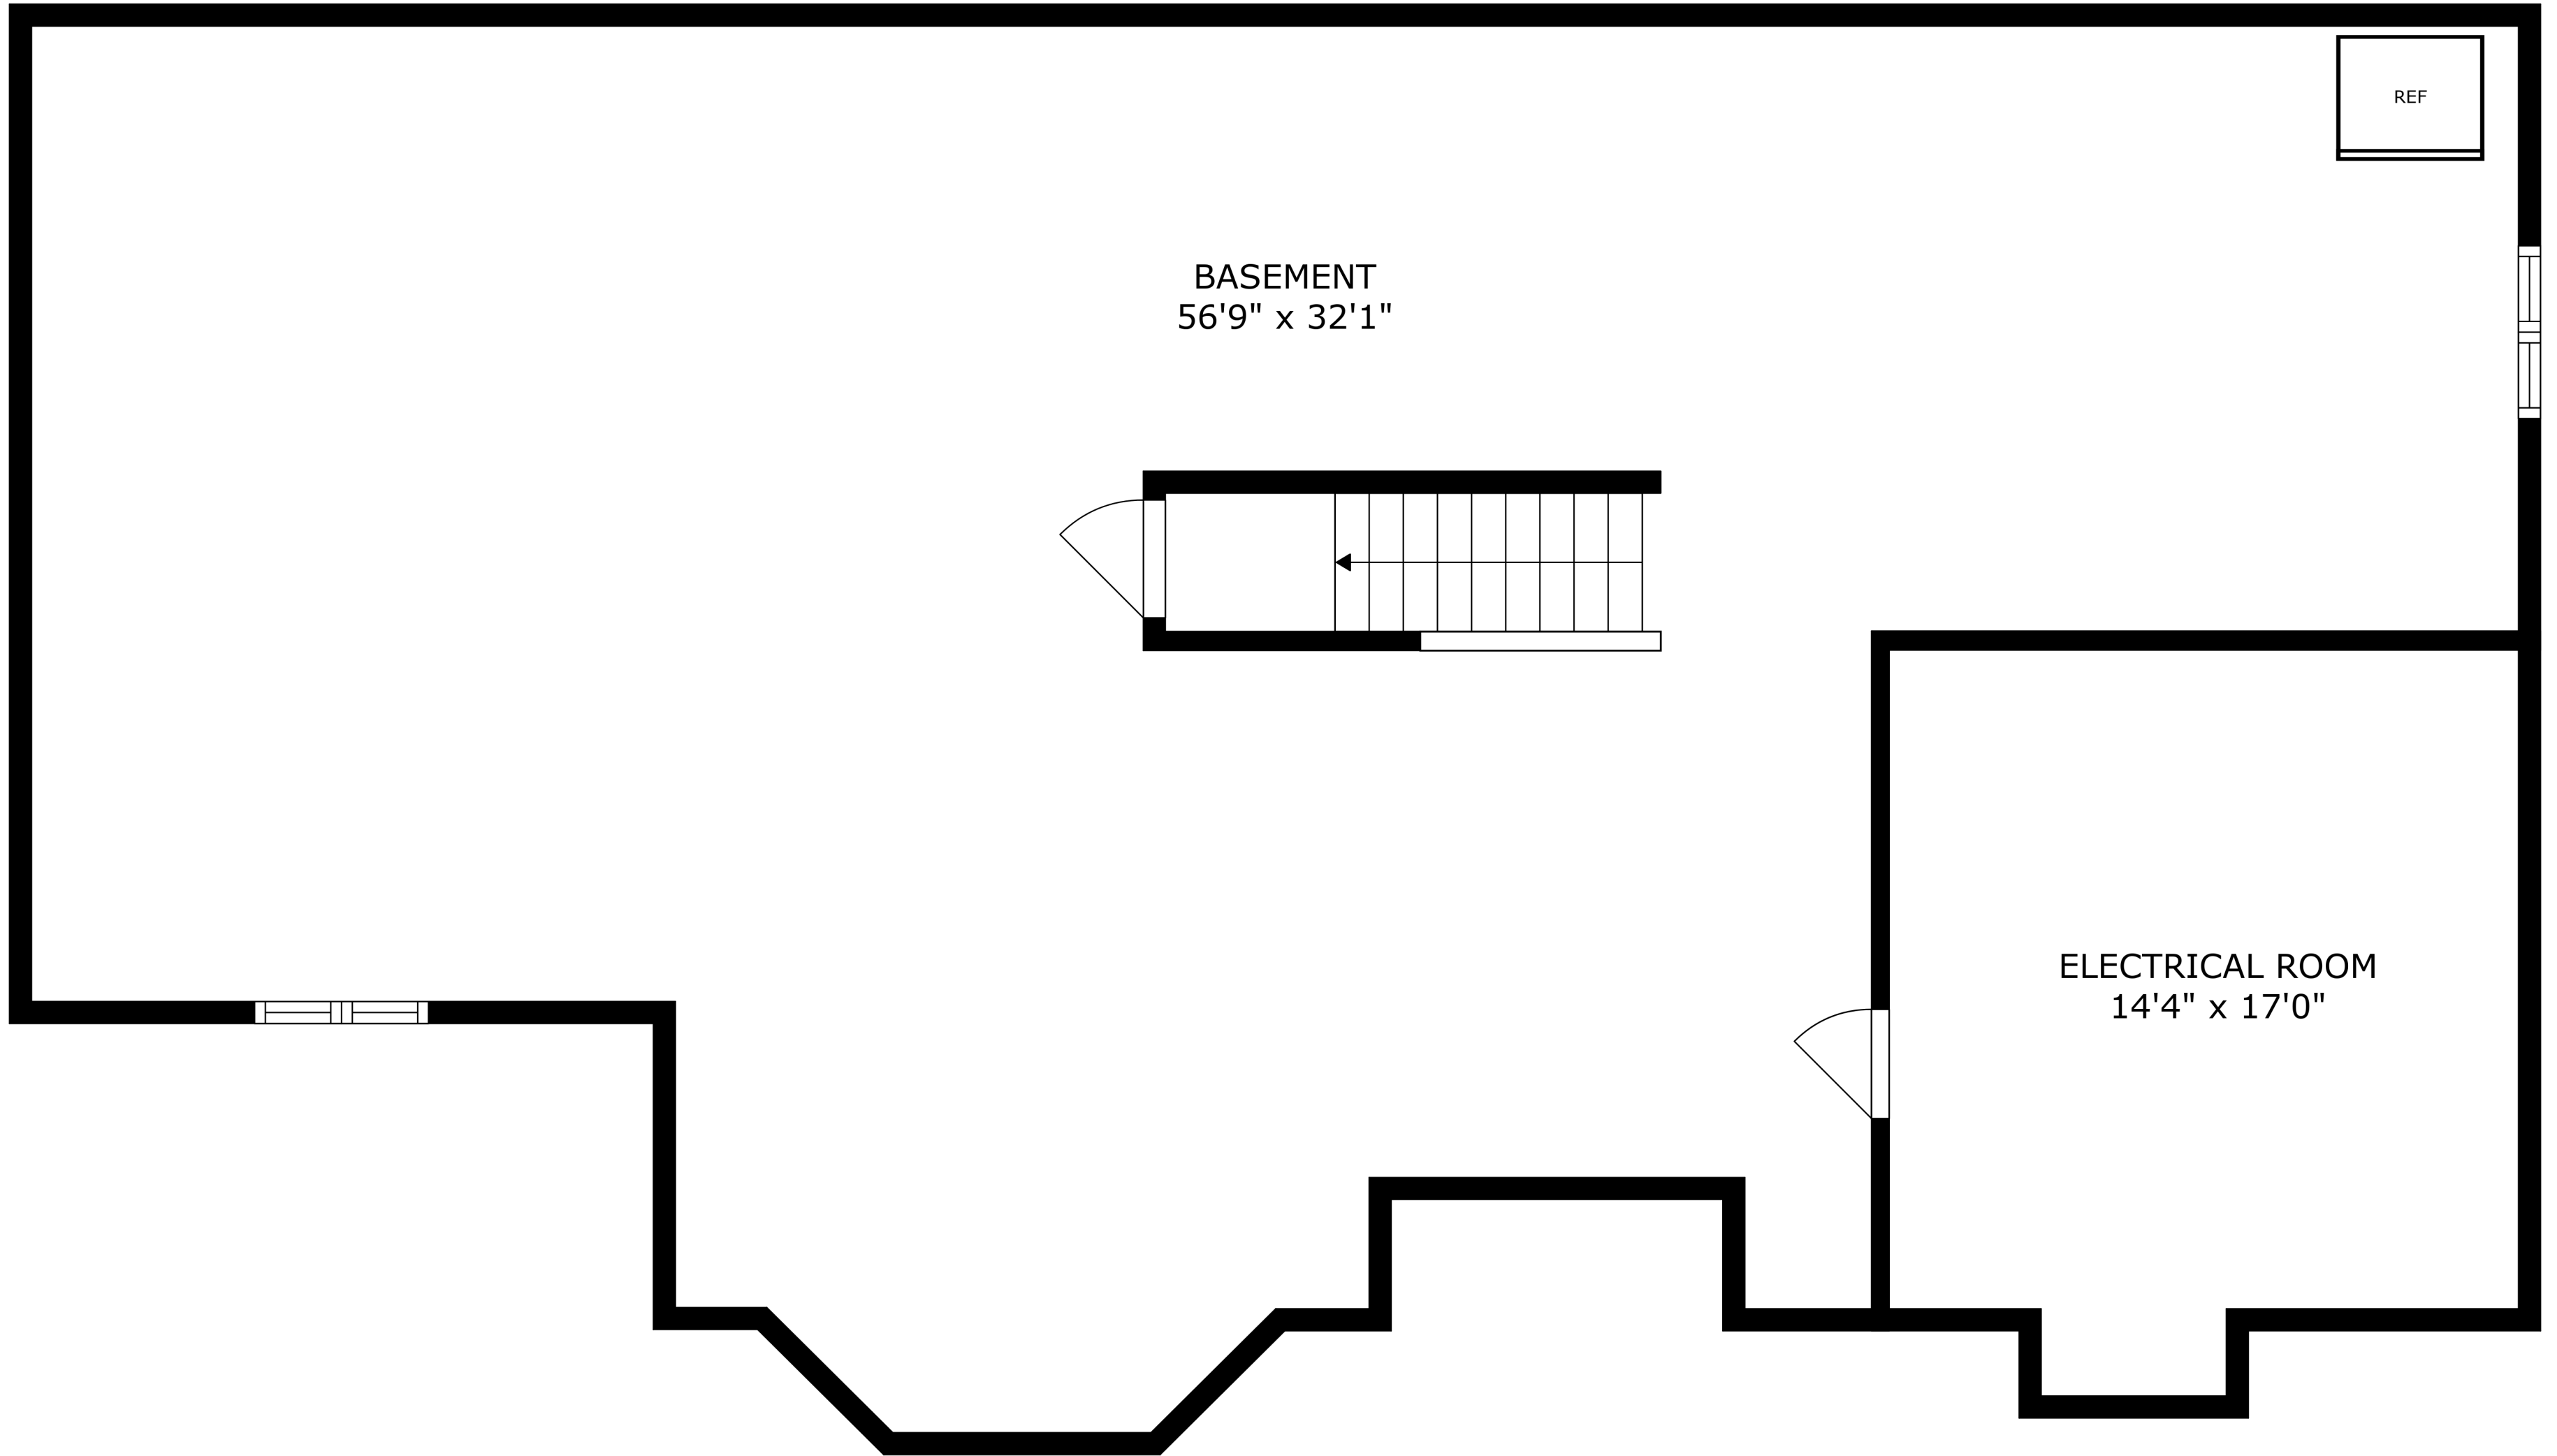 REF
BASEMENT
56'9" x 32'1"
ELECTRICAL ROOM
14'4" x 17'0"